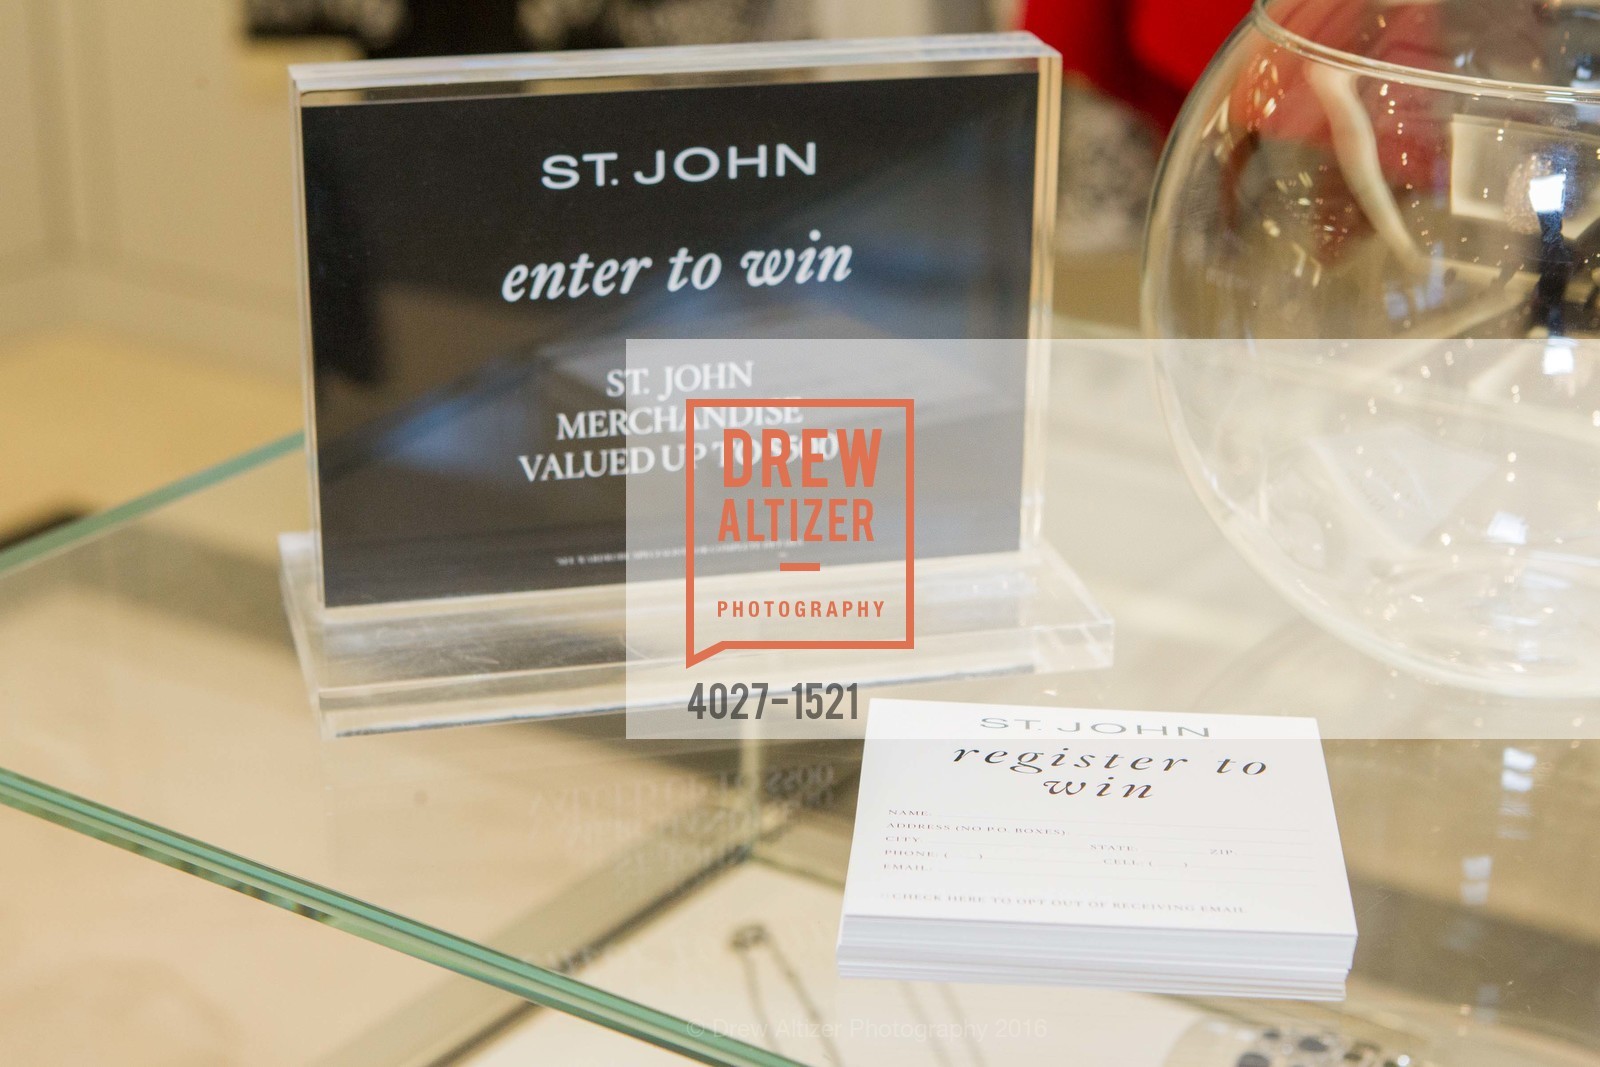 ST. JOHN
enter to win
ST. JOHN
MERCHANDISE
VALUED UP TO $500
DREW
ALTIZER
PHOTOGRAPHY
4027-1521
ST. JOHN
register to
win
NAME:
ADDRESS (NO P.O. BOXES)
CITY STATE: ZIP
PHONE: ( ) CELL: ( )
EMAIL:
CHECK HERE TO OPT OUT OF RECEIVING EMAIL
© Drew Altizer Photography 2016